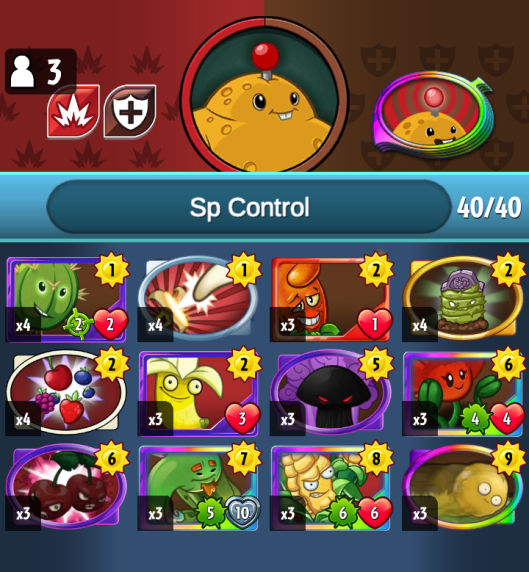 3
Sp Control 40/40
1 x4 2 2
1 x4
2 x3 1
2 x4
2 x4
2 x3 3
5 x3
6 x3 4 4
6 x3
7 x3 5 10
8 x3 6 6
9 x3